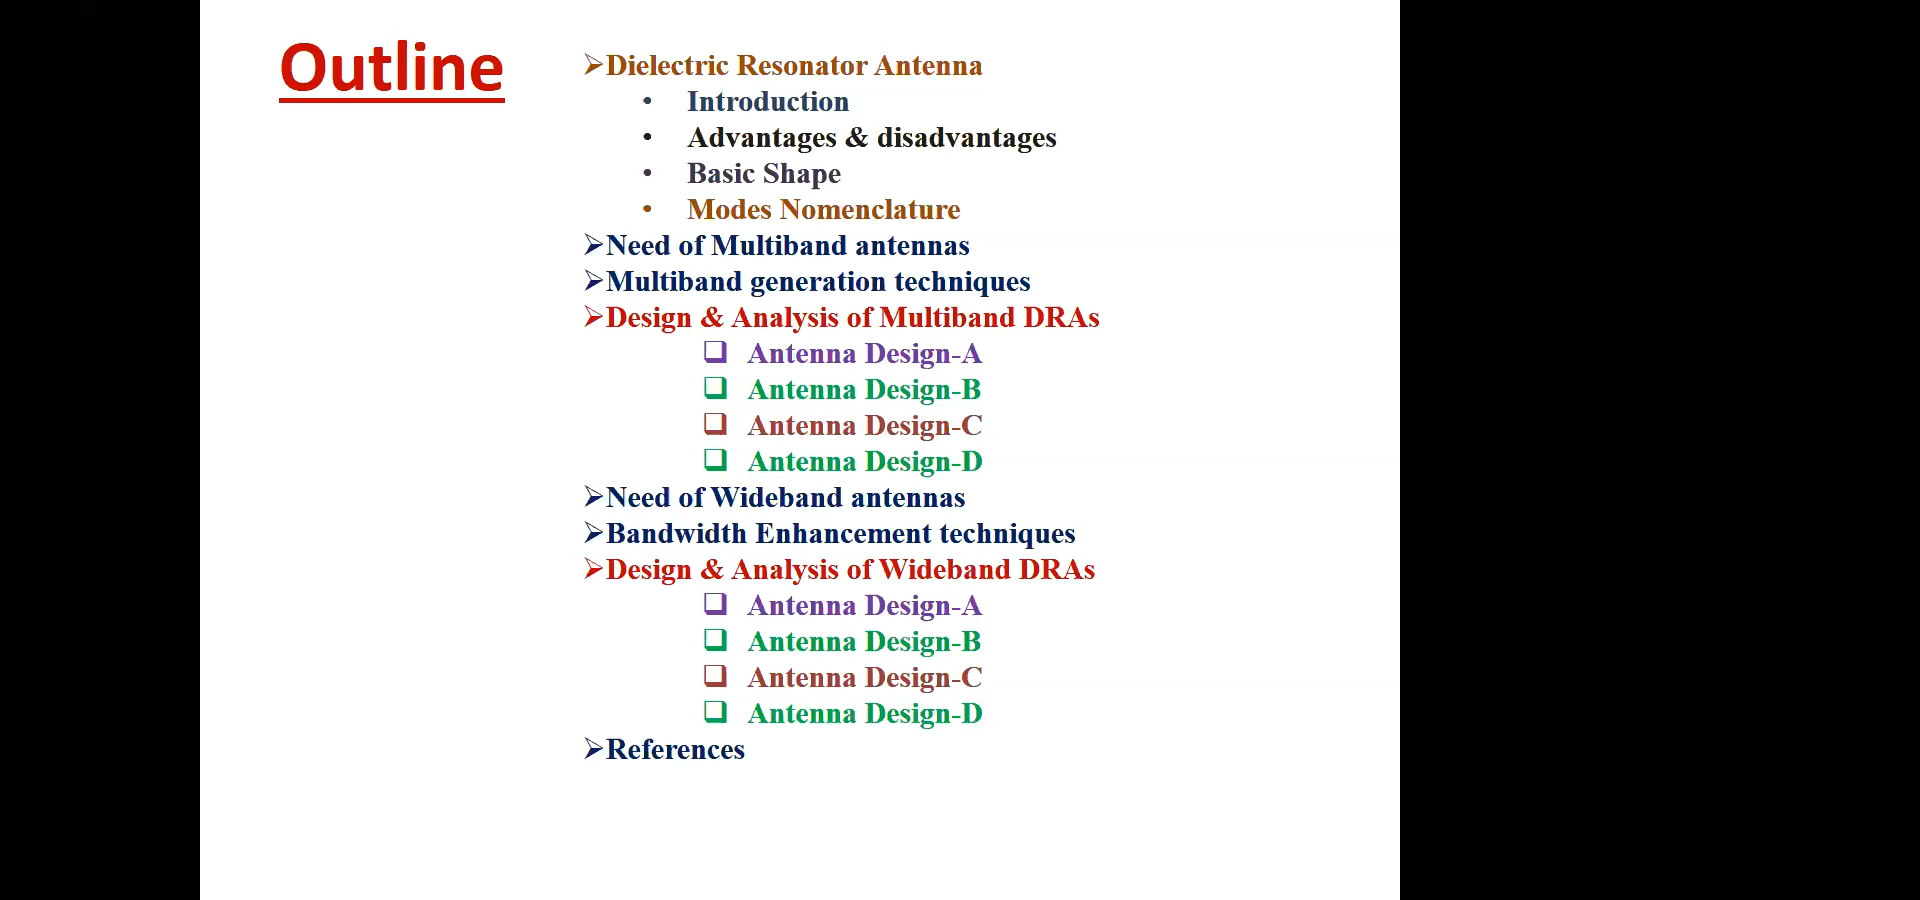 Outline
➢Dielectric Resonator Antenna
• Introduction
• Advantages & disadvantages
• Basic Shape
• Modes Nomenclature
➢Need of Multiband antennas
➢Multiband generation techniques
➢Design & Analysis of Multiband DRAs
❑ Antenna Design-A
❑ Antenna Design-B
❑ Antenna Design-C
❑ Antenna Design-D
➢Need of Wideband antennas
➢Bandwidth Enhancement techniques
➢Design & Analysis of Wideband DRAs
❑ Antenna Design-A
❑ Antenna Design-B
❑ Antenna Design-C
❑ Antenna Design-D
➢References